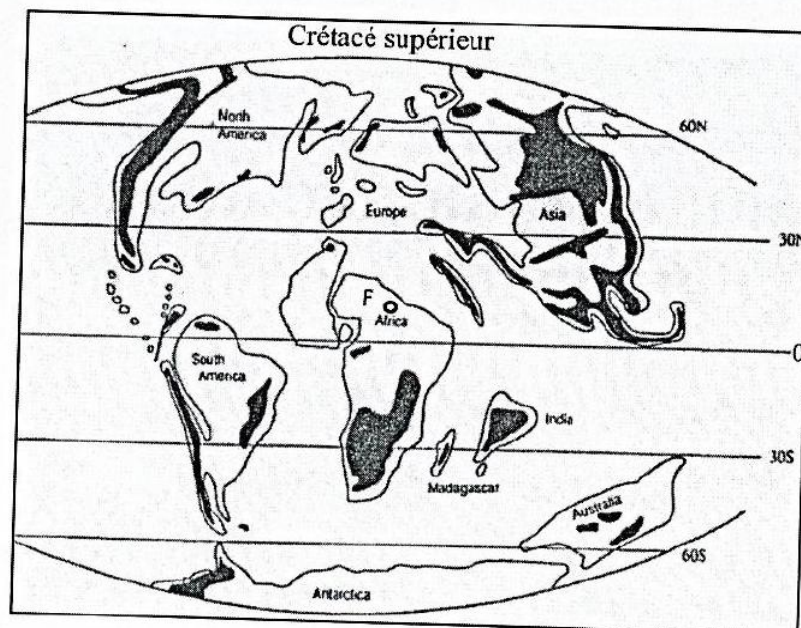 Crétacé supérieur
North
America
60N
Europe
Asia
30N
F
Africa
0
South
America
India
30S
Madagascar
Australia
60S
Antarctica